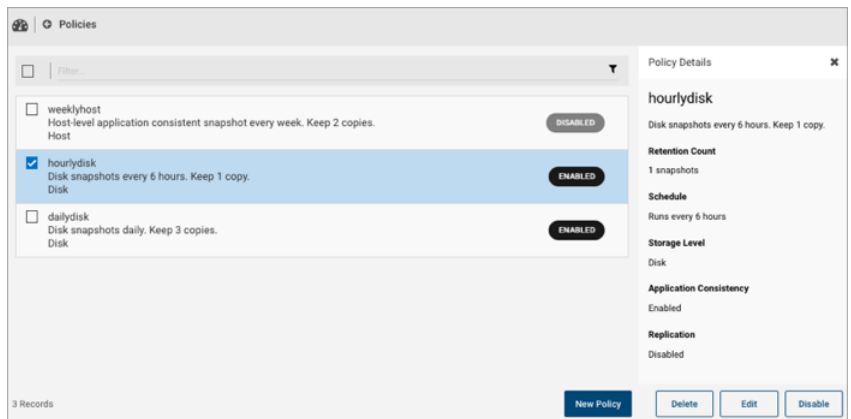 Policies
Filter...
weeklyhost
Host-level application consistent snapshot every week. Keep 2 copies.
Host
DISABLED
hourlydisk
Disk snapshots every 6 hours. Keep 1 copy.
Disk
ENABLED
dailydisk
Disk snapshots daily. Keep 3 copies.
Disk
ENABLED
3 Records
New Policy
Policy Details
hourlydisk
Disk snapshots every 6 hours. Keep 1 copy.
Retention Count
1 snapshots
Schedule
Runs every 6 hours
Storage Level
Disk
Application Consistency
Enabled
Replication
Disabled
Delete
Edit
Disable